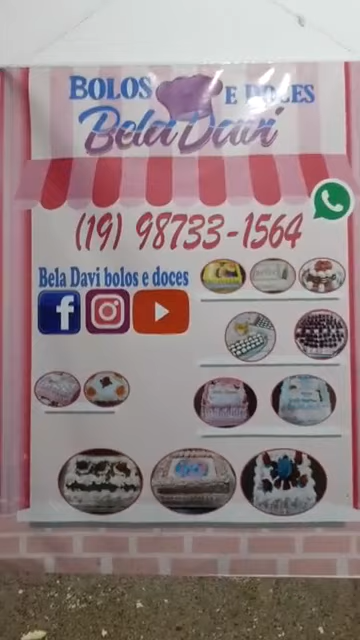 BOLOS E DOCES
Bela Davi
(19) 98733-1564
Bela Davi bolos e doces